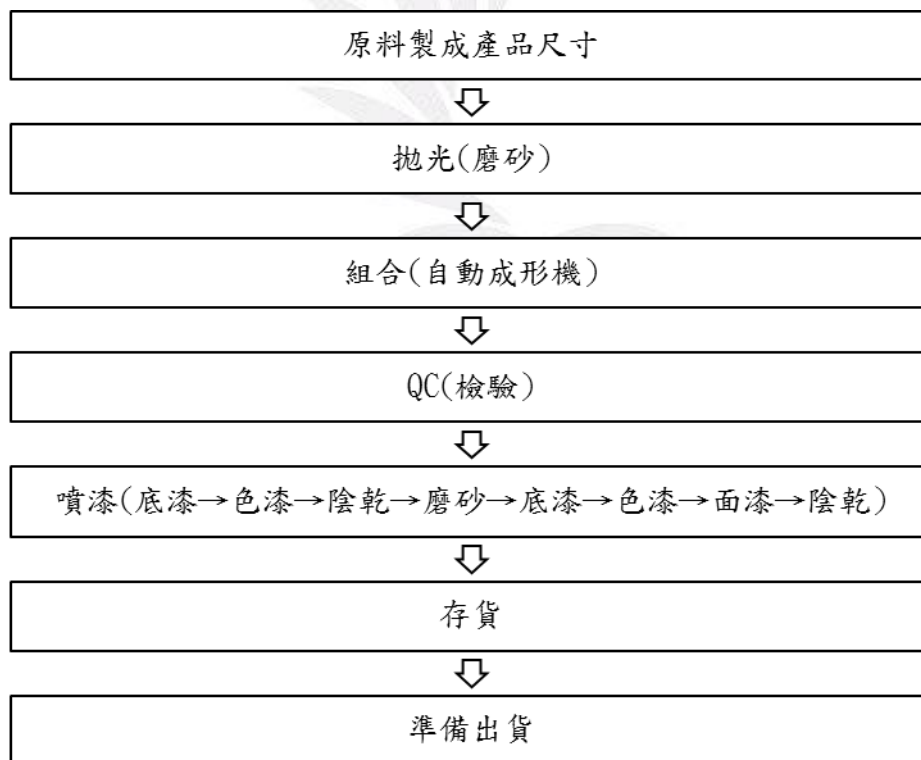 原料製成產品尺寸
拋光(磨砂)
組合(自動成形機)
QC(檢驗)
噴漆(底漆→色漆→陰乾→磨砂→底漆→色漆→面漆→陰乾)
存貨
準備出貨